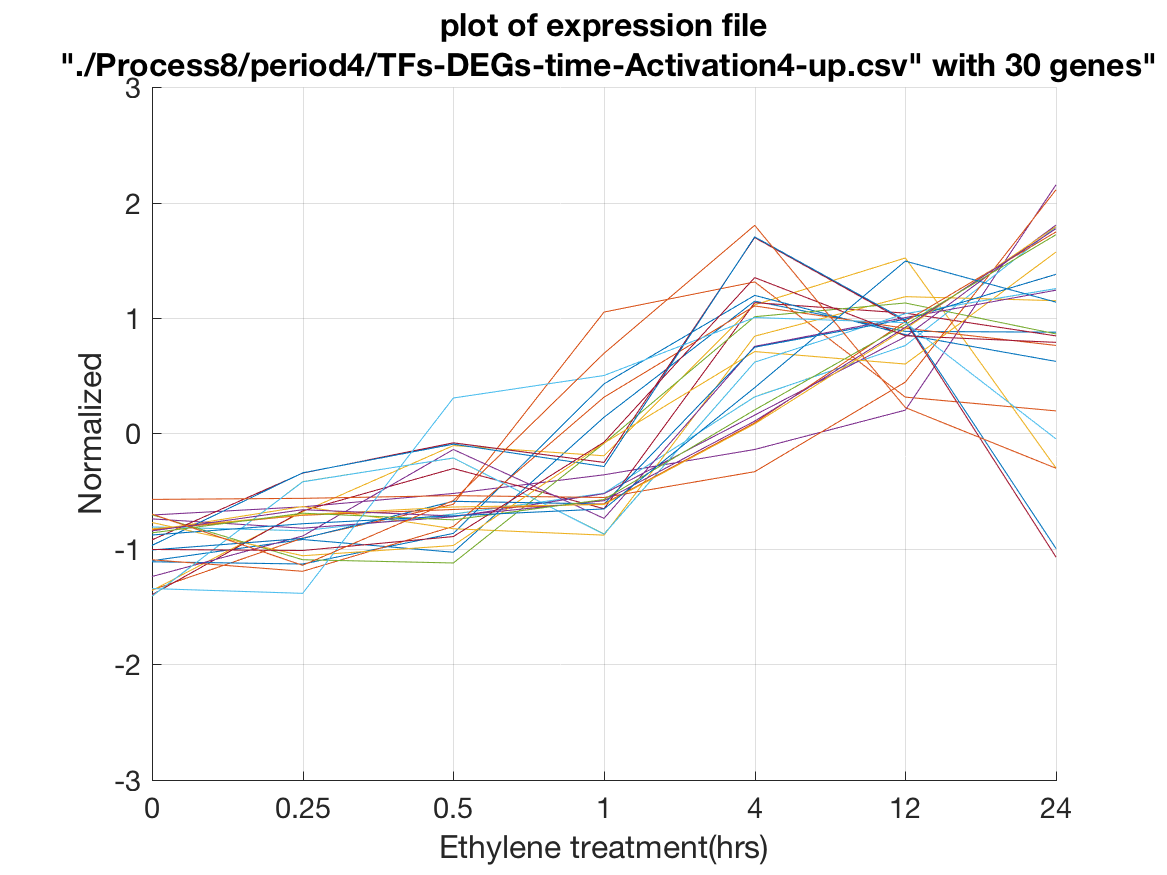 plot of expression file
"./Process8/period4/TFs-DEGs-time-Activation4-up.csv" with 30 genes"
3
2
1
0
-1
-2
-3
Normalized
0 0.25 0.5 1 4 12 24
Ethylene treatment(hrs)